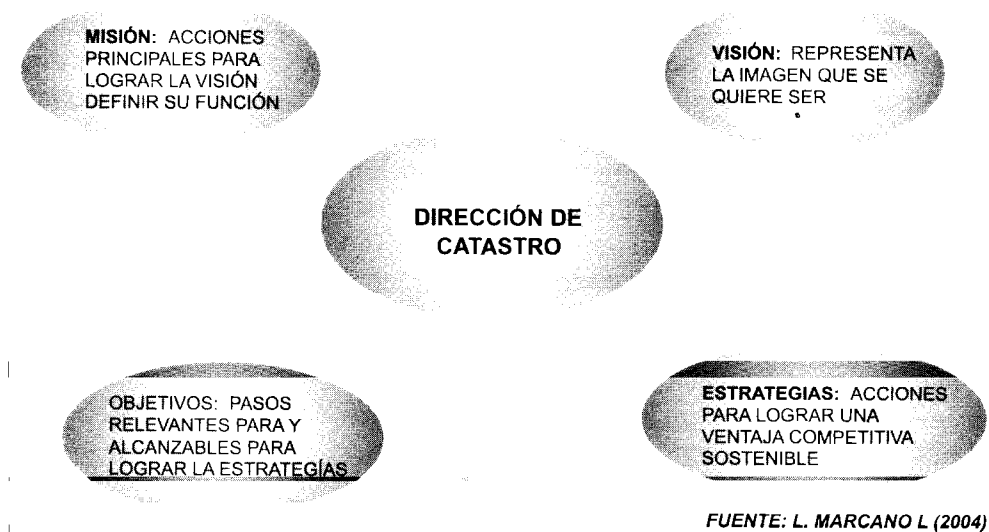 MISIÓN: ACCIONES
PRINCIPALES PARA
LOGRAR LA VISIÓN
DEFINIR SU FUNCIÓN
VISIÓN: REPRESENTA
LA IMAGEN QUE SE
QUIERE SER
DIRECCIÓN DE
CATASTRO
OBJETIVOS: PASOS
RELEVANTES PARA Y
ALCANZABLES PARA
LOGRAR LA ESTRATEGÍAS
ESTRATEGIAS: ACCIONES
PARA LOGRAR UNA
VENTAJA COMPETITIVA
SOSTENIBLE
FUENTE: L. MARCANO L (2004)